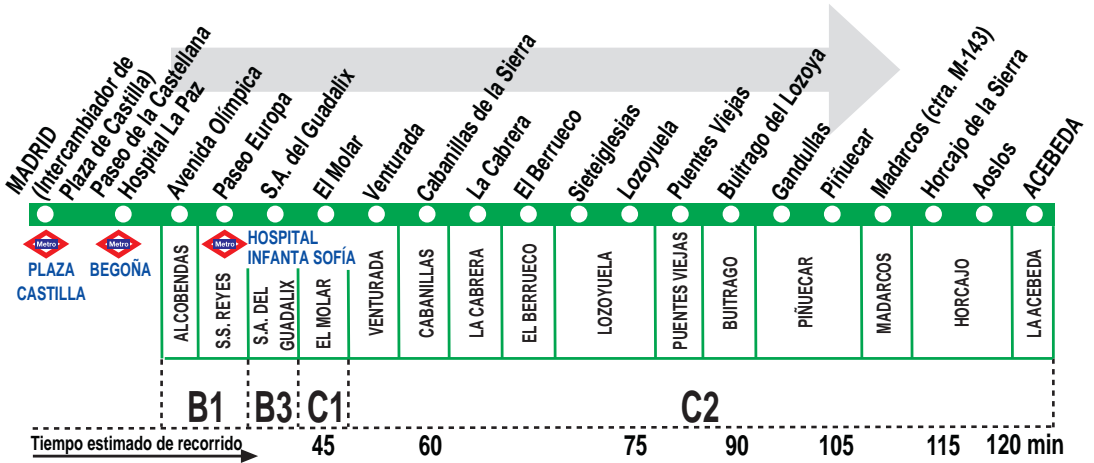 MADRID
(Intercambiador de
Plaza de Castilla)
Paseo de la Castellana
Hospital La Paz
Avenida Olímpica
Paseo Europa
S.A. del Guadalix
El Molar
Venturada
Cabanillas de la Sierra
La Cabrera
El Berrueco
Sieteiglesias
Lozoyuela
Puentes Viejas
Buitrago del Lozoya
Gandullas
Piñuecar
Madarcos (ctra. M-143)
Horcajo de la Sierra
Aoslos
ACEBEDA
Metro
PLAZA
CASTILLA
Metro
BEGOÑA
Metro
HOSPITAL
INFANTA SOFÍA
ALCOBENDAS
S.S. REYES
S.A. DEL
GUADALIX
EL MOLAR
VENTURADA
CABANILLAS
LA CABRERA
EL BERRUECO
LOZOYUELA
PUENTES VIEJAS
BUITRAGO
PIÑUECAR
MADARCOS
HORCAJO
LA ACEBEDA
B1 B3 C1 C2
Tiempo estimado de recorrido 45 60 75 90 105 115 120 min